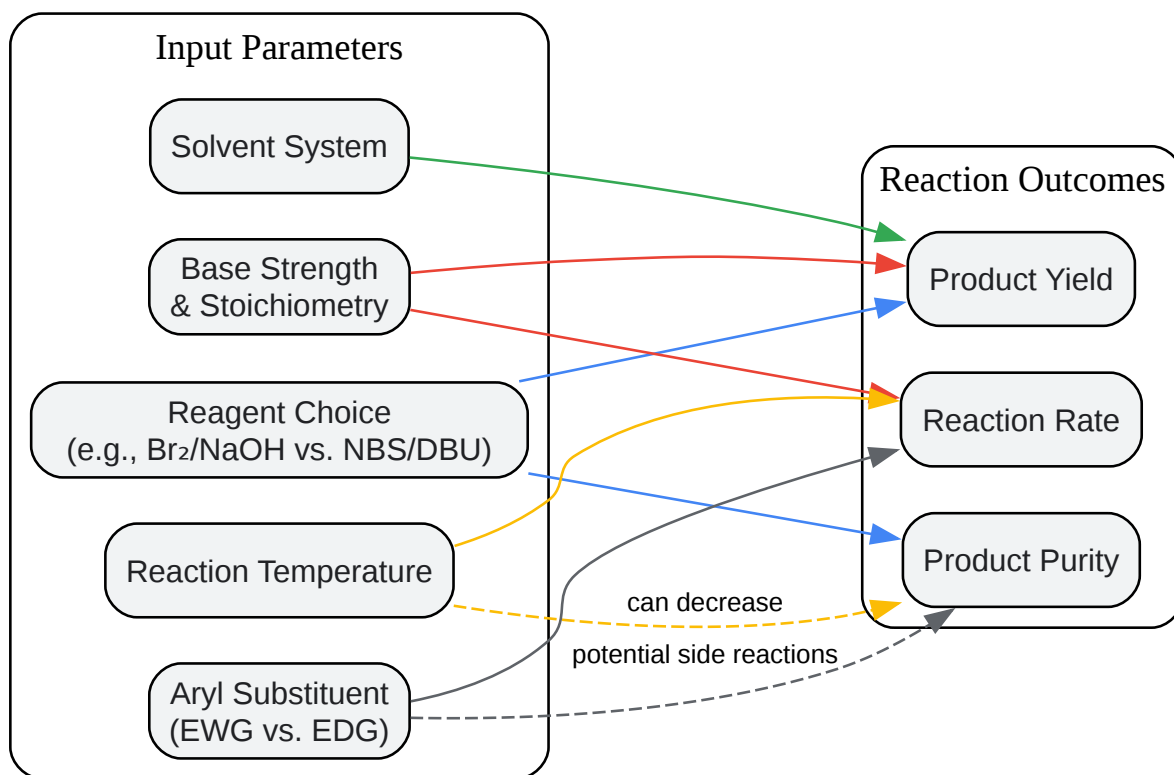 Input Parameters
Solvent System
Base Strength
& Stoichiometry
Reagent Choice
(e.g., Br₂/NaOH vs. NBS/DBU)
Reaction Temperature
Aryl Substituent
(EWG vs. EDG)
can decrease
potential side reactions
Reaction Outcomes
Product Yield
Reaction Rate
Product Purity